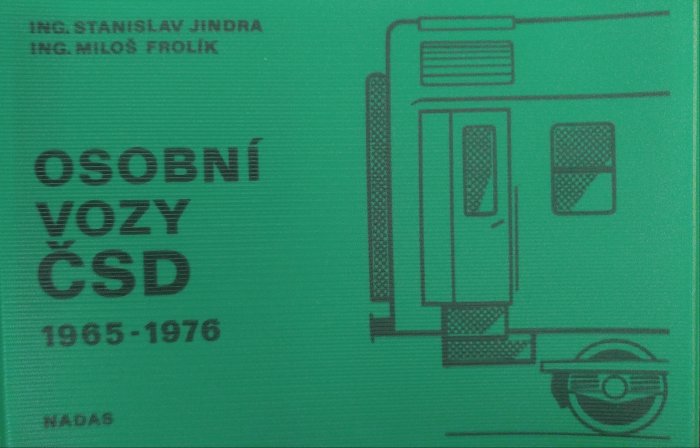 ING. STANISLAV JINDRA
ING. MILOŠ FROLÍK
OSOBNÍ
VOZY
ČSD
1965-1976
NADAS